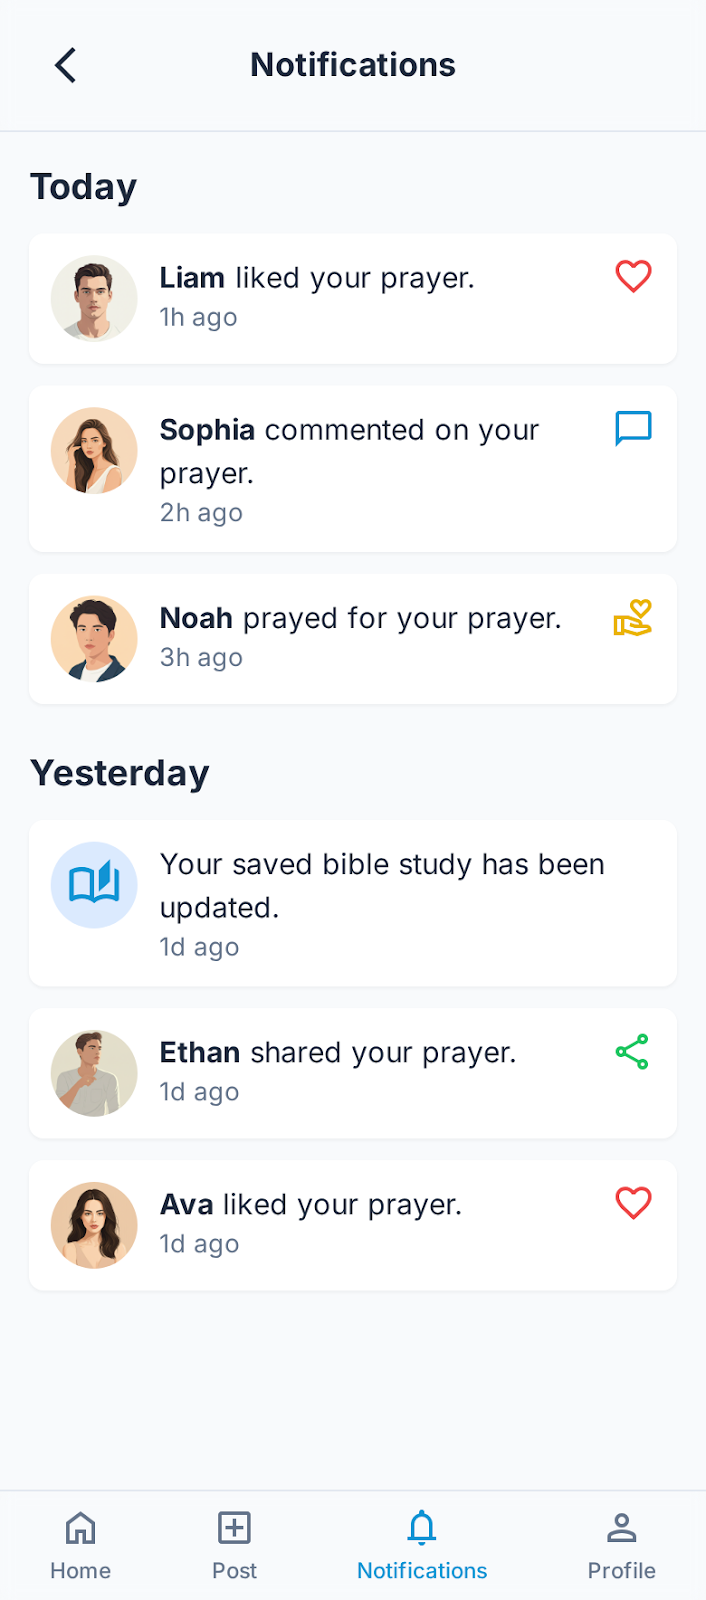 Notifications
Today
Liam liked your prayer.
1h ago
Sophia commented on your
prayer.
2h ago
Noah prayed for your prayer.
3h ago
Yesterday
Your saved bible study has been
updated.
1d ago
Ethan shared your prayer.
1d ago
Ava liked your prayer.
1d ago
Home
Post
Notifications
Profile